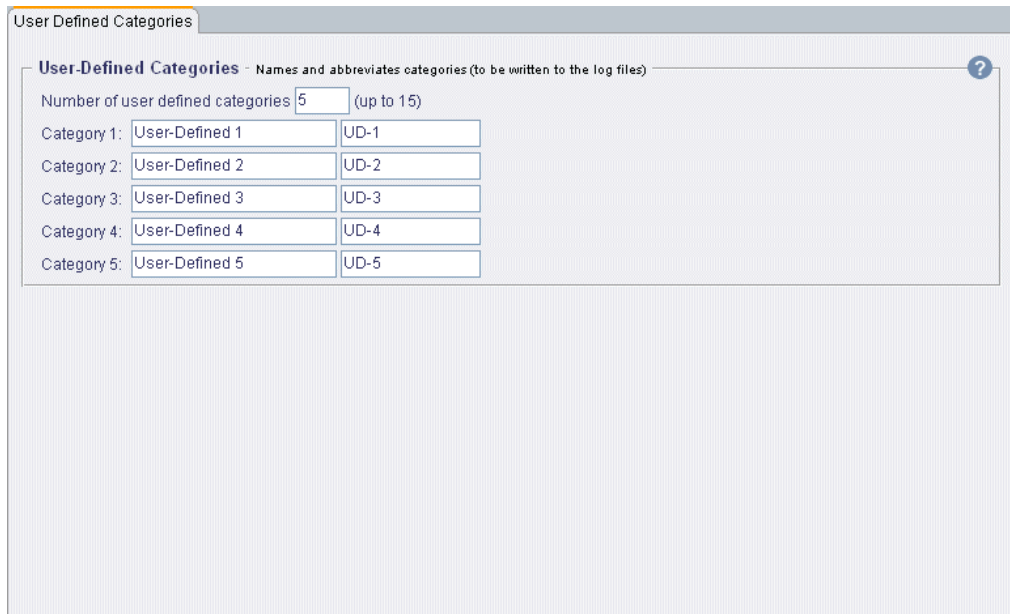 User Defined Categories
User-Defined Categories - Names and abbreviates categories (to be written to the log files) ?
Number of user defined categories 5 (up to 15)
Category 1: User-Defined 1 UD-1
Category 2: User-Defined 2 UD-2
Category 3: User-Defined 3 UD-3
Category 4: User-Defined 4 UD-4
Category 5: User-Defined 5 UD-5